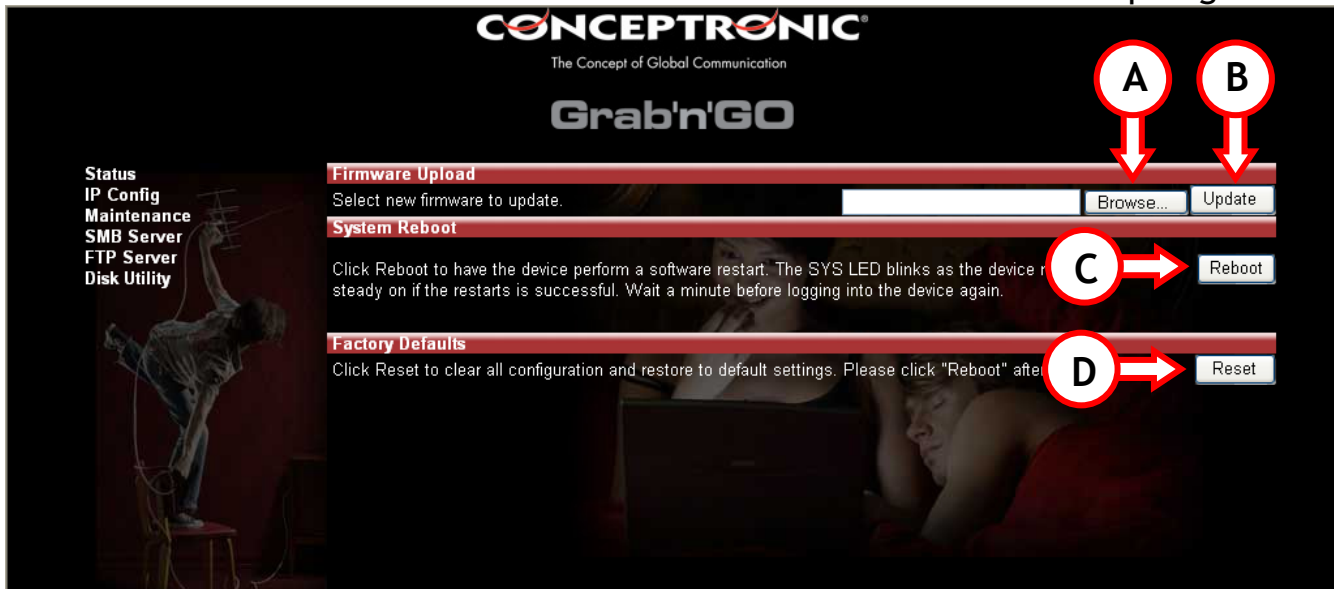 CONCEPTRONIC®
The Concept of Global Communication
Grab'n'GO
A
B
Status
IP Config
Maintenance
SMB Server
FTP Server
Disk Utility
Firmware Upload
Select new firmware to update.
Browse...
Update
System Reboot
Click Reboot to have the device perform a software restart. The SYS LED blinks as the device
steady on if the restarts is successful. Wait a minute before logging into the device again.
C
Reboot
Factory Defaults
Click Reset to clear all configuration and restore to default settings. Please click "Reboot" after
D
Reset